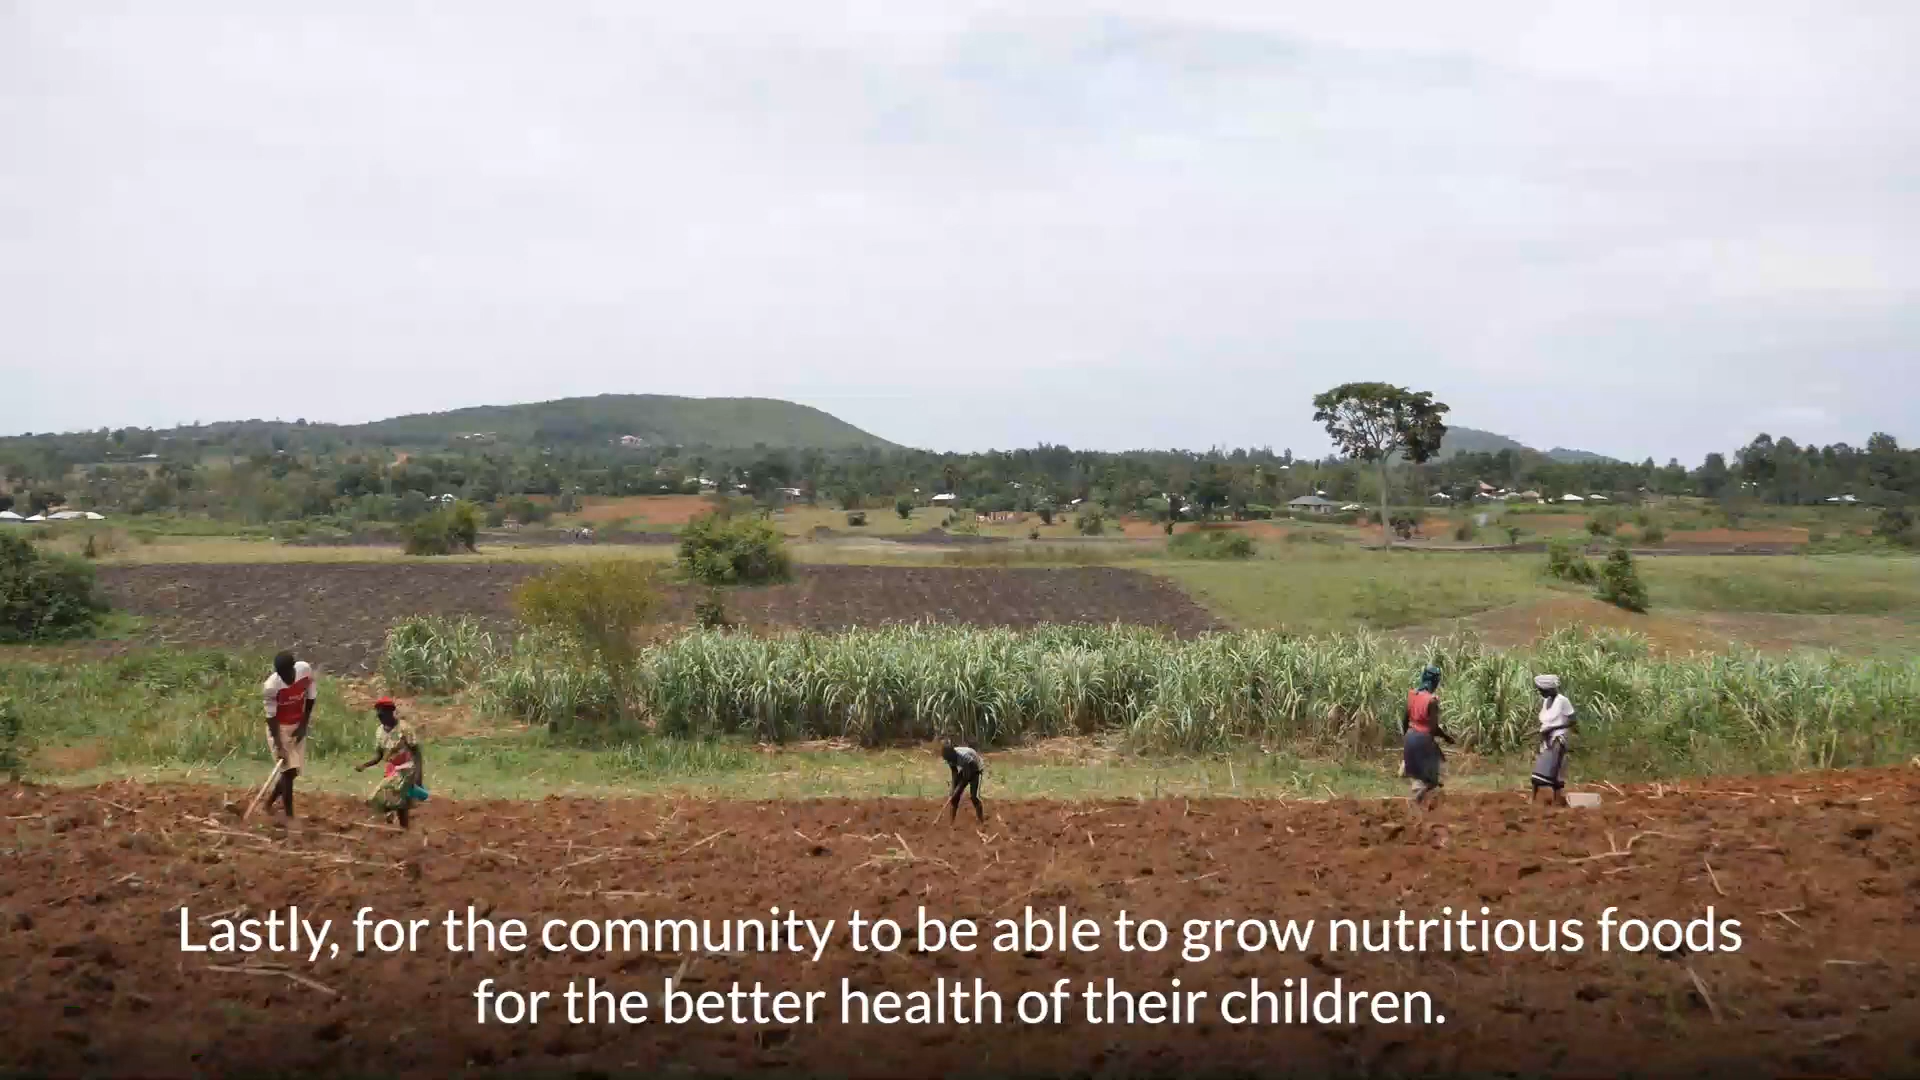 Lastly, for the community to be able to grow nutritious foods
for the better health of their children.